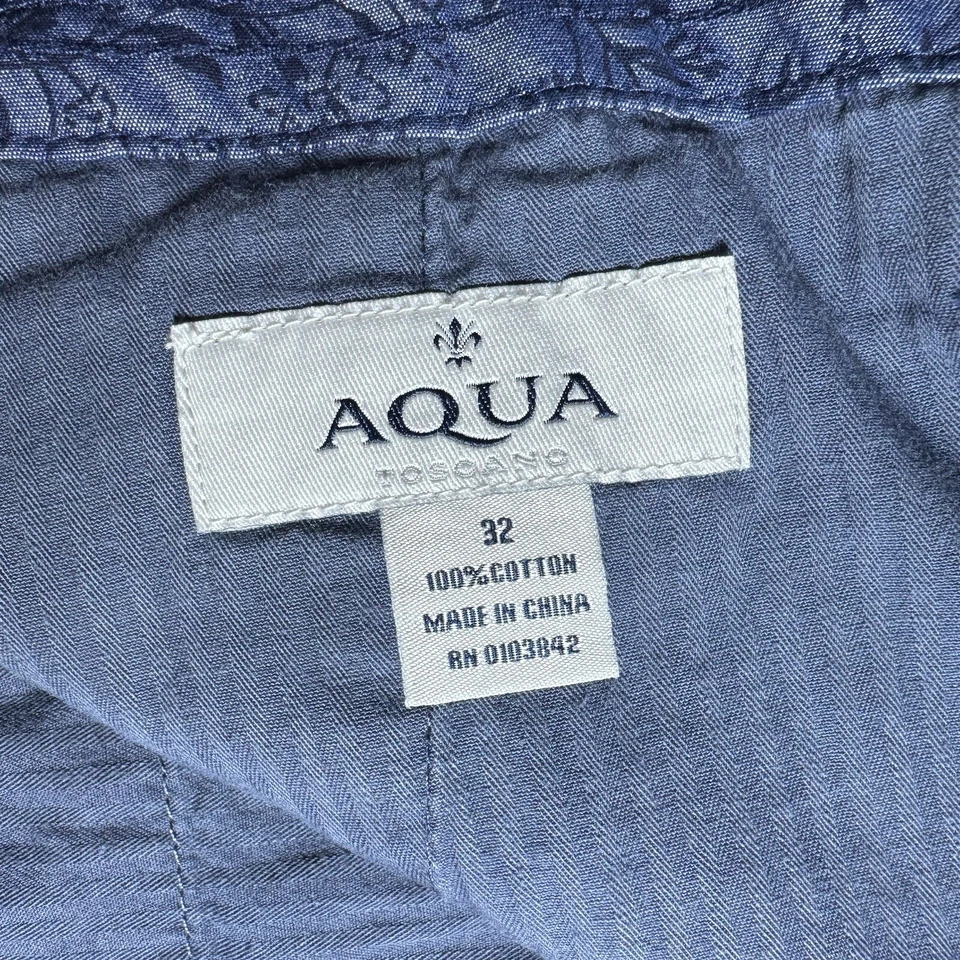 AQUA
TOSCANO
32
100%COTTON
MADE IN CHINA
RN 0103842